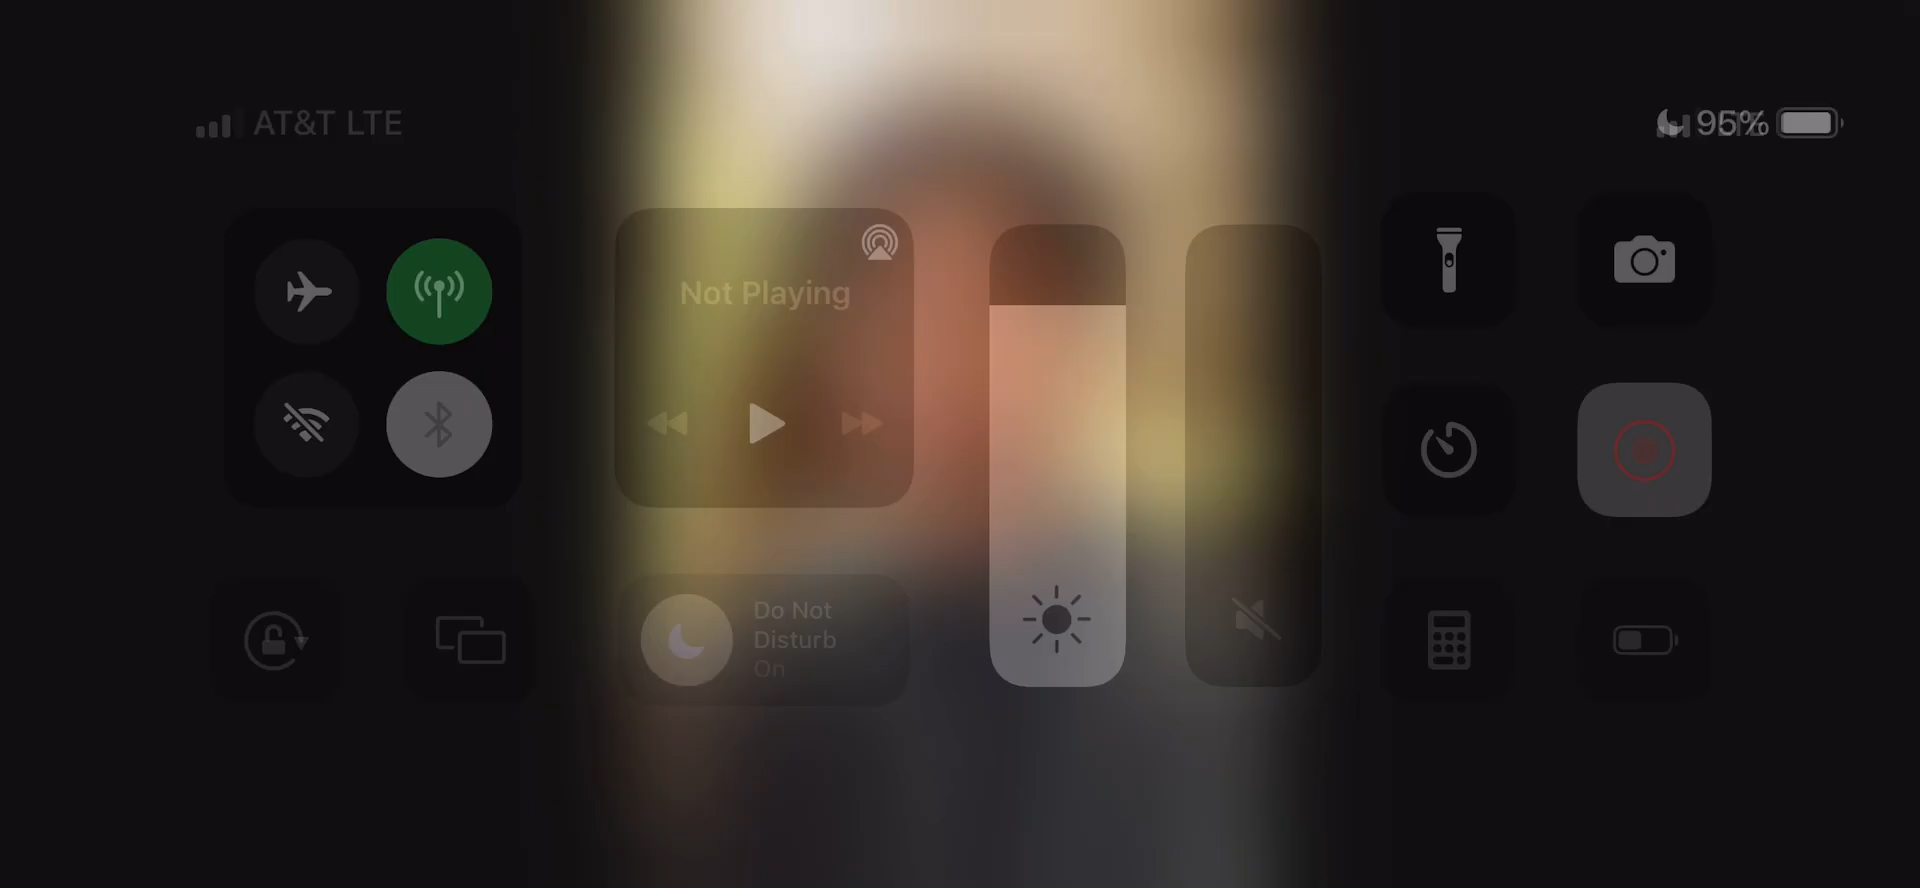 AT&T LTE
95%
Not Playing
Do Not
Disturb
On